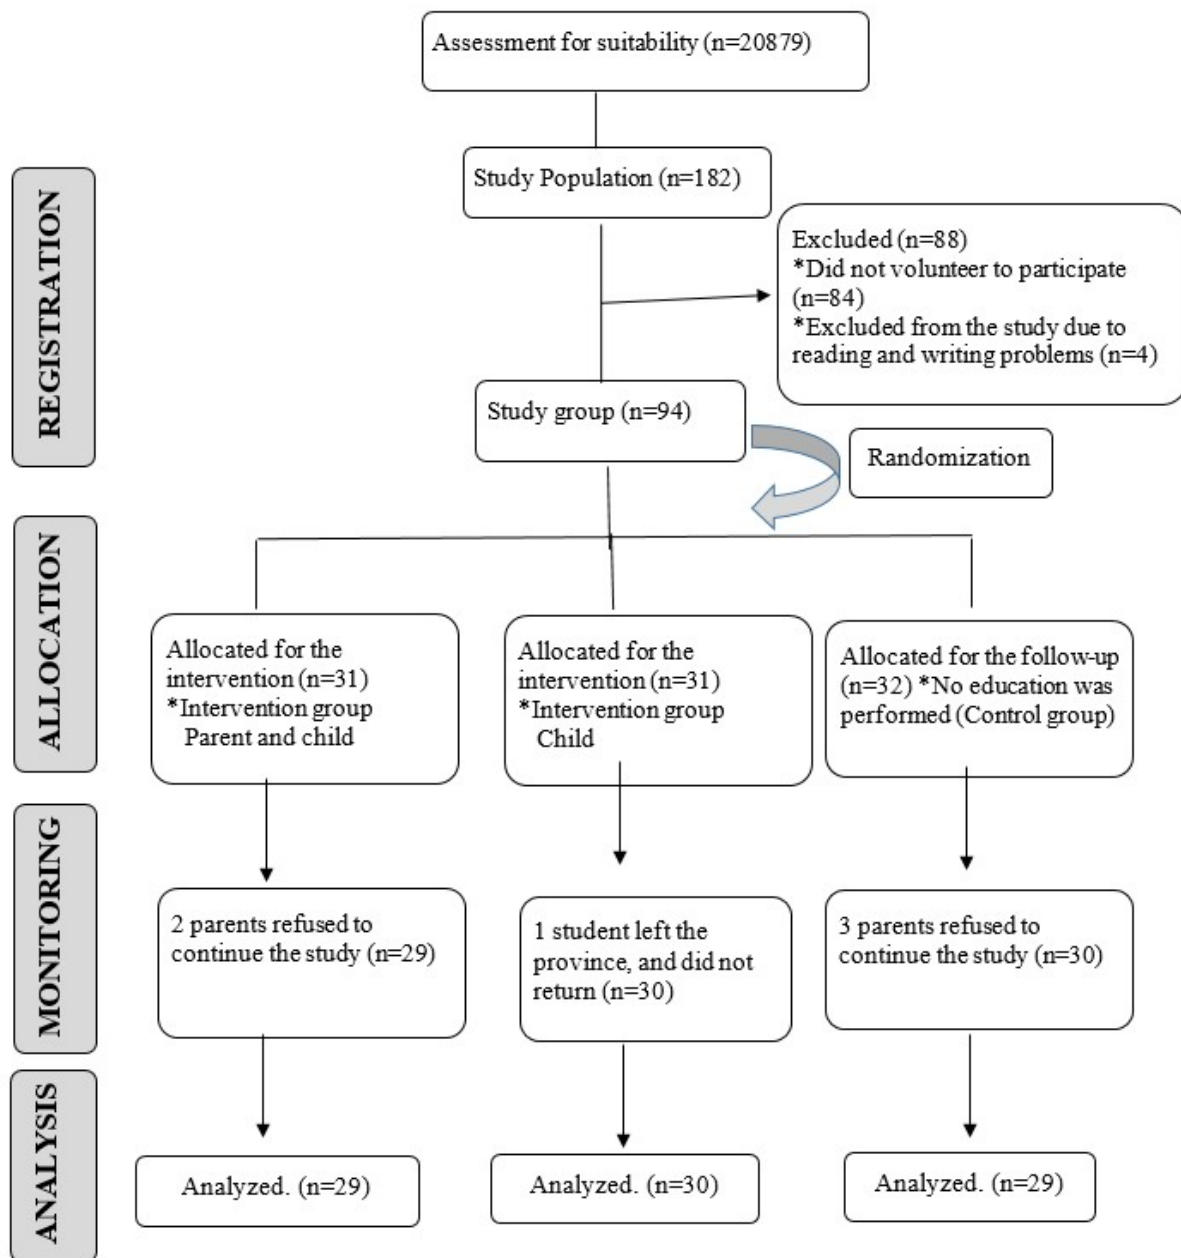 Assessment for suitability (n=20879)
Study Population (n=182)
REGISTRATION
Excluded (n=88)
*Did not volunteer to participate
(n=84)
*Excluded from the study due to
reading and writing problems (n=4)
Study group (n=94)
Randomization
ALLOCATION
Allocated for the
intervention (n=31)
*Intervention group
Parent and child
Allocated for the
intervention (n=31)
*Intervention group
Child
Allocated for the follow-up
(n=32) *No education was
performed (Control group)
MONITORING
2 parents refused to
continue the study (n=29)
1 student left the
province, and did not
return (n=30)
3 parents refused to
continue the study (n=30)
ANALYSIS
Analyzed. (n=29)
Analyzed. (n=30)
Analyzed. (n=29)